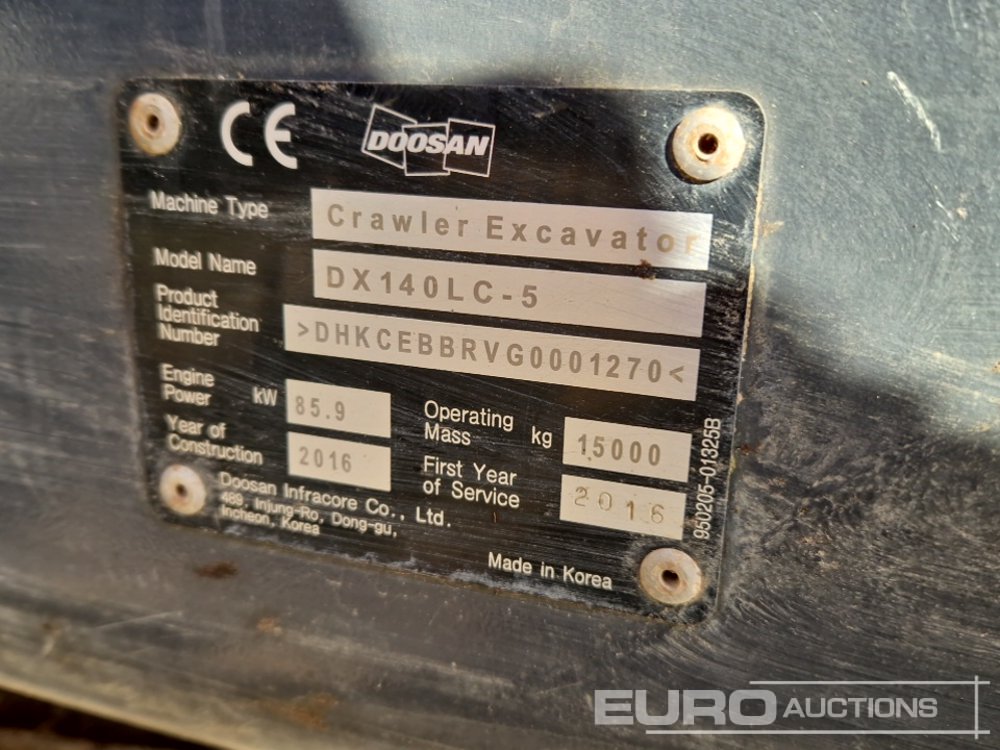 CE DOOSAN
Machine Type Crawler Excavator
Model Name DX140LC-5
Product
Identification
Number >DHKCEBBRVG0001270<
Engine
Power kW 85.9
Operating
Mass kg 15000
Year of
Construction 2016
First Year
of Service 2016
Doosan Infracore Co., Ltd.
489, Injung-Ro, Dong-gu,
Incheon, Korea
Made in Korea
950205-01325B
EURO AUCTIONS